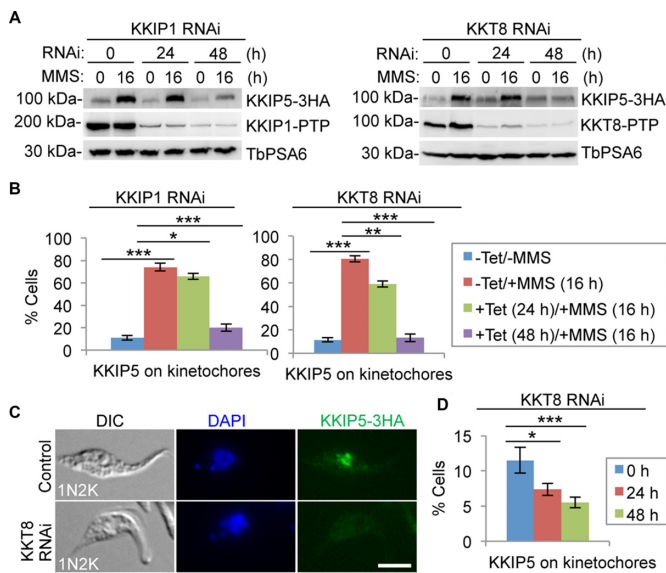 A
KKIP1 RNAi
RNAi: 0 24 48 (h)
MMS: 0 16 0 16 0 16 (h)
100 kDa- KKIP5-3HA
200 kDa- KKIP1-PTP
30 kDa- TbPSA6
KKT8 RNAi
RNAi: 0 24 48 (h)
MMS: 0 16 0 16 0 16 (h)
100 kDa- KKIP5-3HA
100 kDa- KKT8-PTP
30 kDa- TbPSA6
B
KKIP1 RNAi
***
*
***
% Cells
100
80
60
40
20
0
KKIP5 on kinetochores
KKT8 RNAi
***
**
***
80
60
40
20
0
KKIP5 on kinetochores
-Tet/-MMS
-Tet/+MMS (16 h)
+Tet (24 h)/+MMS (16 h)
+Tet (48 h)/+MMS (16 h)
C
DIC DAPI KKIP5-3HA
Control
1N2K
KKT8 RNAi
1N2K
D
KKT8 RNAi
***
*
% Cells
15
10
5
0
KKIP5 on kinetochores
0 h
24 h
48 h